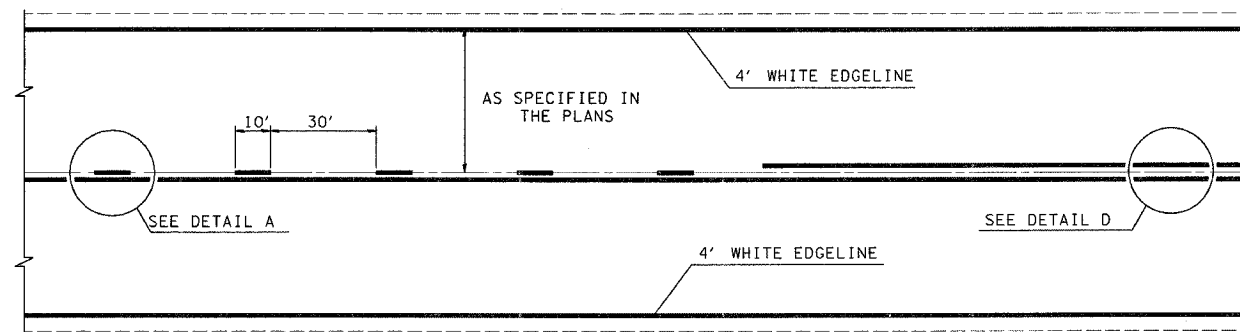 4' WHITE EDGELINE
AS SPECIFIED IN
THE PLANS
10'
30'
SEE DETAIL A
SEE DETAIL D
4' WHITE EDGELINE